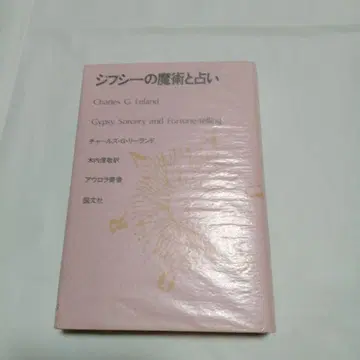 ジプシーの魔術と占い
Charles G. Leland
Gypsy Sorcery and Fortune-telling
チャールズ・G・リーランド
木内信敬訳
アウロラ叢書
国文社